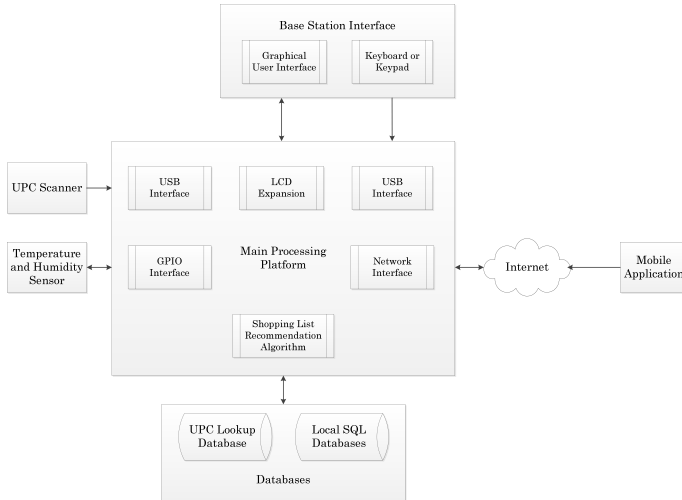 Base Station Interface
Graphical
User Interface
Keyboard or
Keypad
UPC Scanner
USB
Interface
LCD
Expansion
USB
Interface
Temperature
and Humidity
Sensor
GPIO
Interface
Main Processing
Platform
Network
Interface
Internet
Mobile
Application
Shopping List
Recommendation
Algorithm
UPC Lookup
Database
Local SQL
Databases
Databases